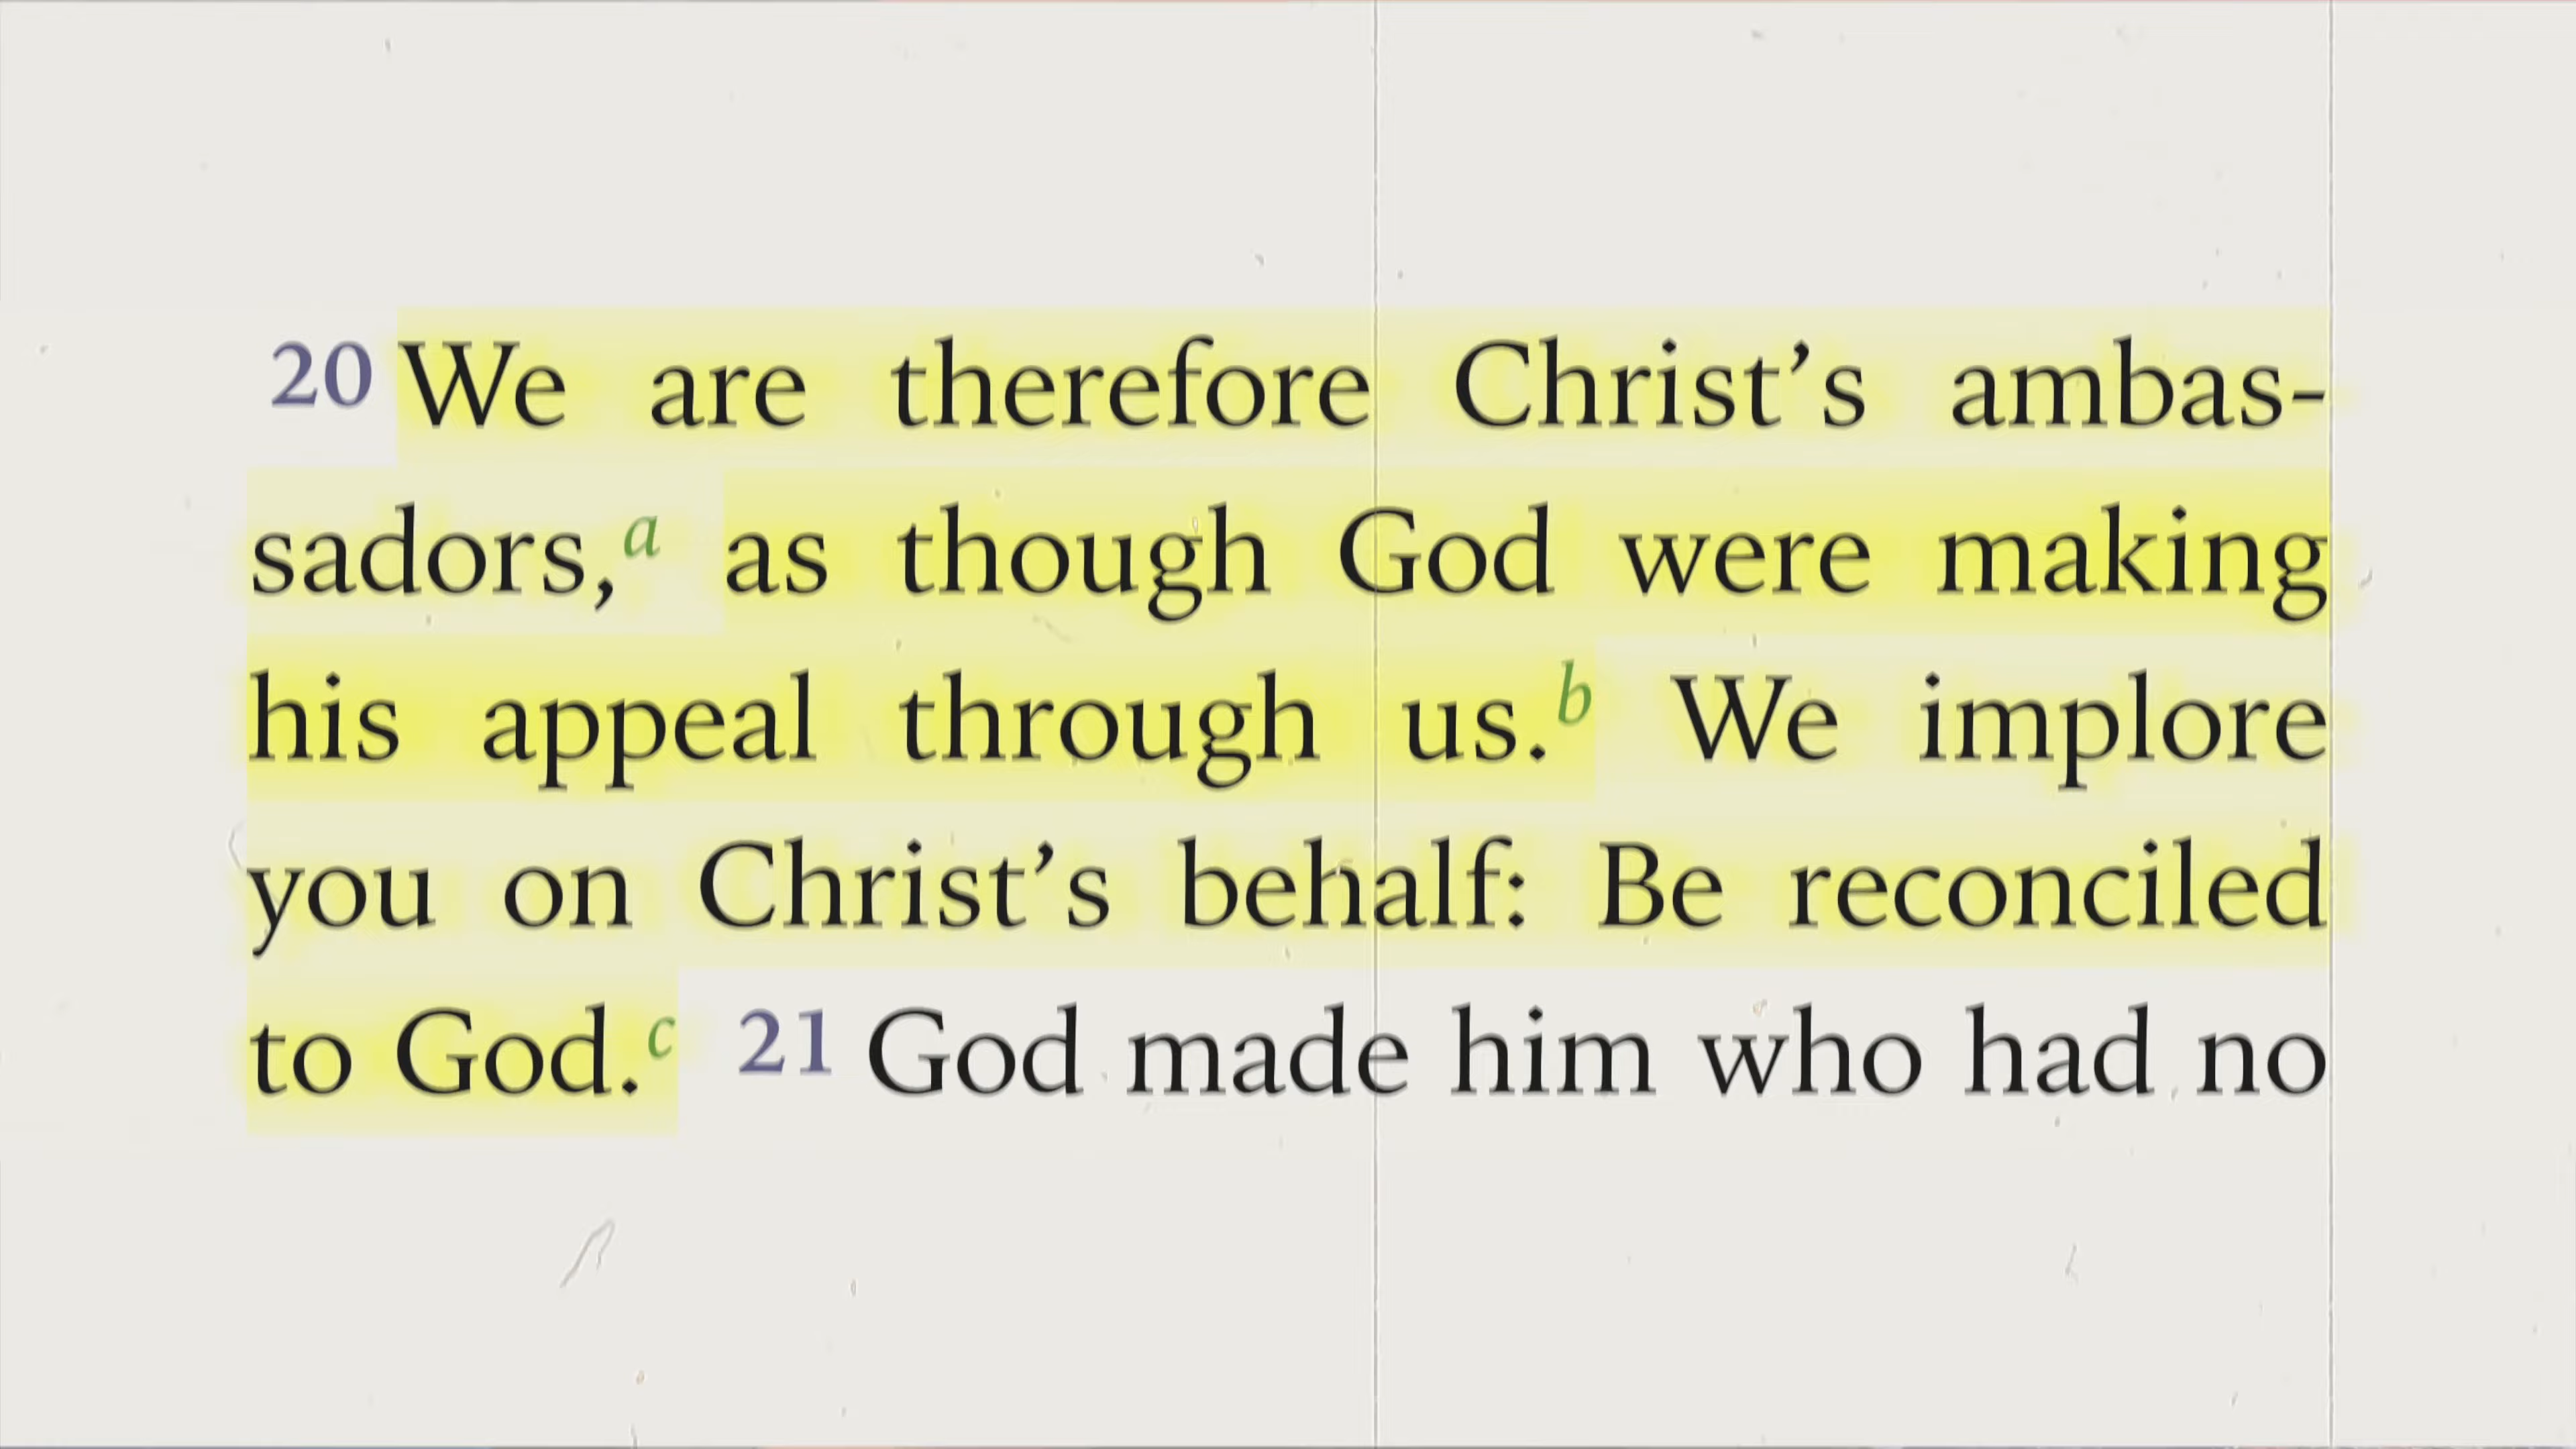 20 We are therefore Christ’s ambas-
sadors,a as though God were making
his appeal through us.b We implore
you on Christ’s behalf: Be reconciled
to God.c 21 God made him who had no